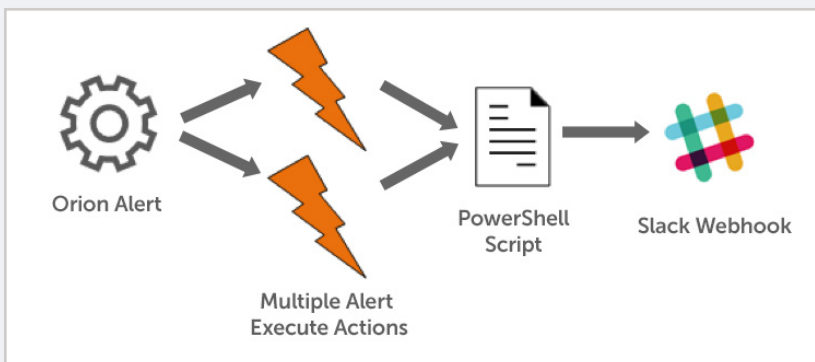 Orion Alert
Multiple Alert
Execute Actions
PowerShell
Script
Slack Webhook